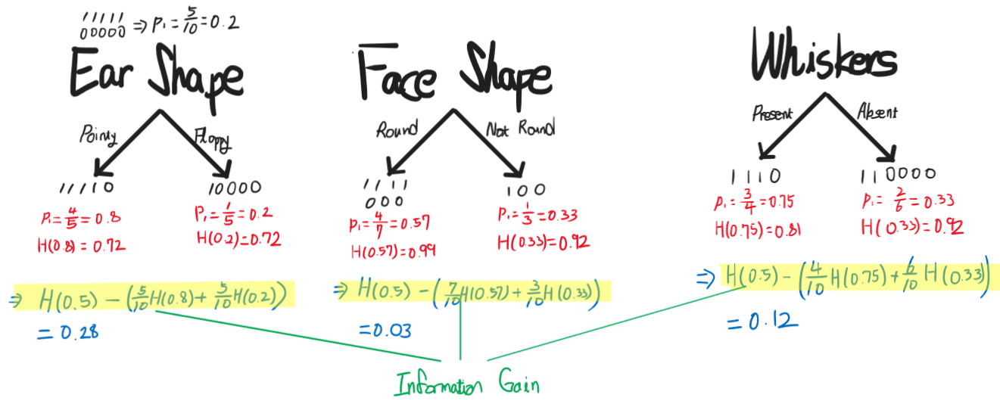 11111
00000 ⇒ P₁ = 5/10 = 0.2
Ear Shape
Pointy
Floppy
11110
10000
P₁ = 4/5 = 0.8
H(0.8) = 0.72
P₁ = 1/5 = 0.2
H(0.2) = 0.72
⇒ H(0.5) - (5/10 H(0.8) + 5/10 H(0.2))
= 0.28
Face Shape
Round
Not Round
1111
000
100
P₁ = 4/7 = 0.57
H(0.57) = 0.99
P₁ = 1/3 = 0.33
H(0.33) = 0.92
⇒ H(0.5) - (7/10 H(0.57) + 3/10 H(0.33))
= 0.03
Whiskers
Present
Absent
1110
110000
P₁ = 3/4 = 0.75
H(0.75) = 0.81
P₁ = 2/6 = 0.33
H(0.33) = 0.92
⇒ H(0.5) - (4/10 H(0.75) + 6/10 H(0.33))
= 0.12
Information Gain